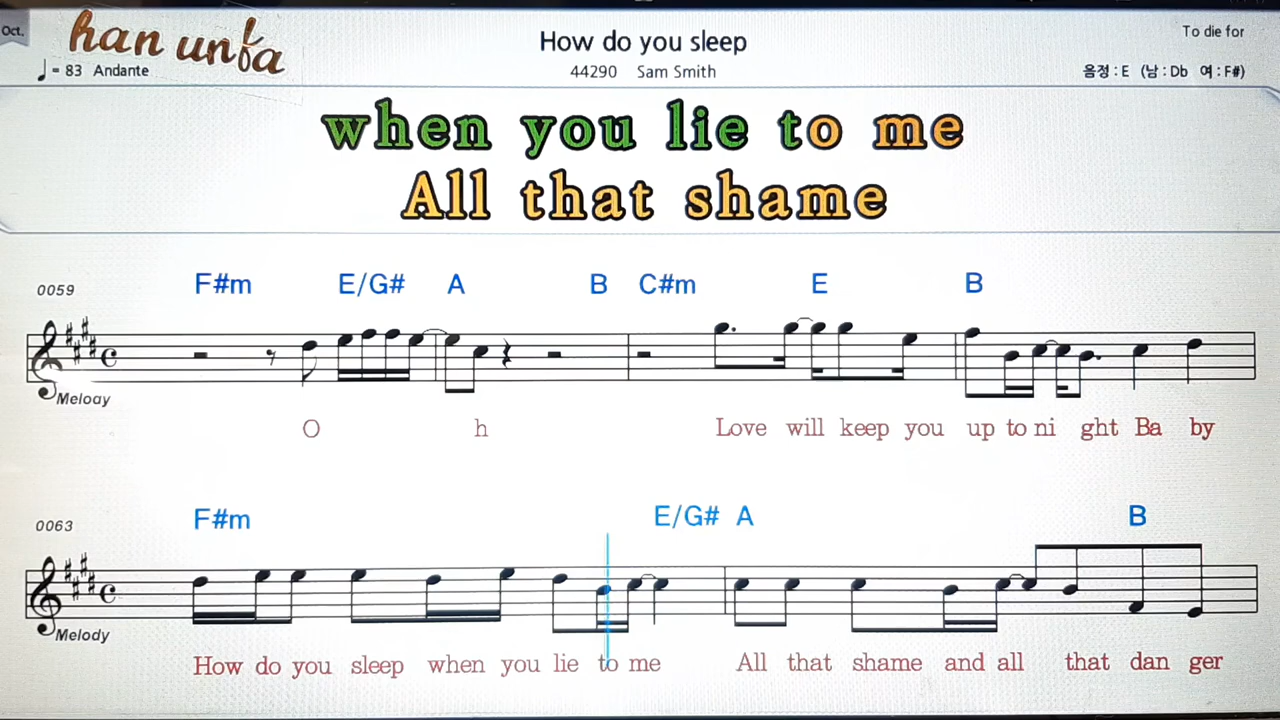 Oct.
han unfa
How do you sleep
To die for
♩ = 83 Andante
44290 Sam Smith
음정 : E (남 : Db 여 : F#)
when you lie to me
All that shame
0059
F#m E/G# A B C#m E B
Melody
O h Love will keep you up to ni ght Ba by
0063
F#m E/G# A B
Melody
How do you sleep when you lie to me All that shame and all that dan ger